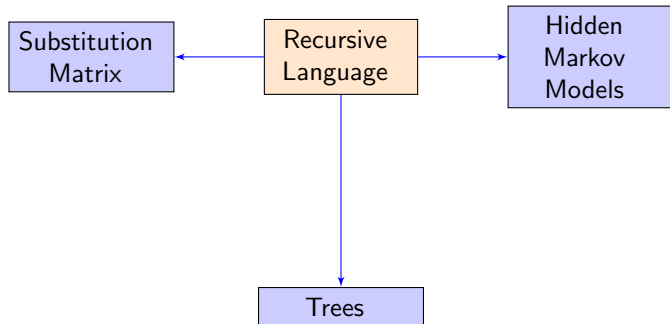 Substitution
Matrix
Recursive
Language
Hidden
Markov
Models
Trees